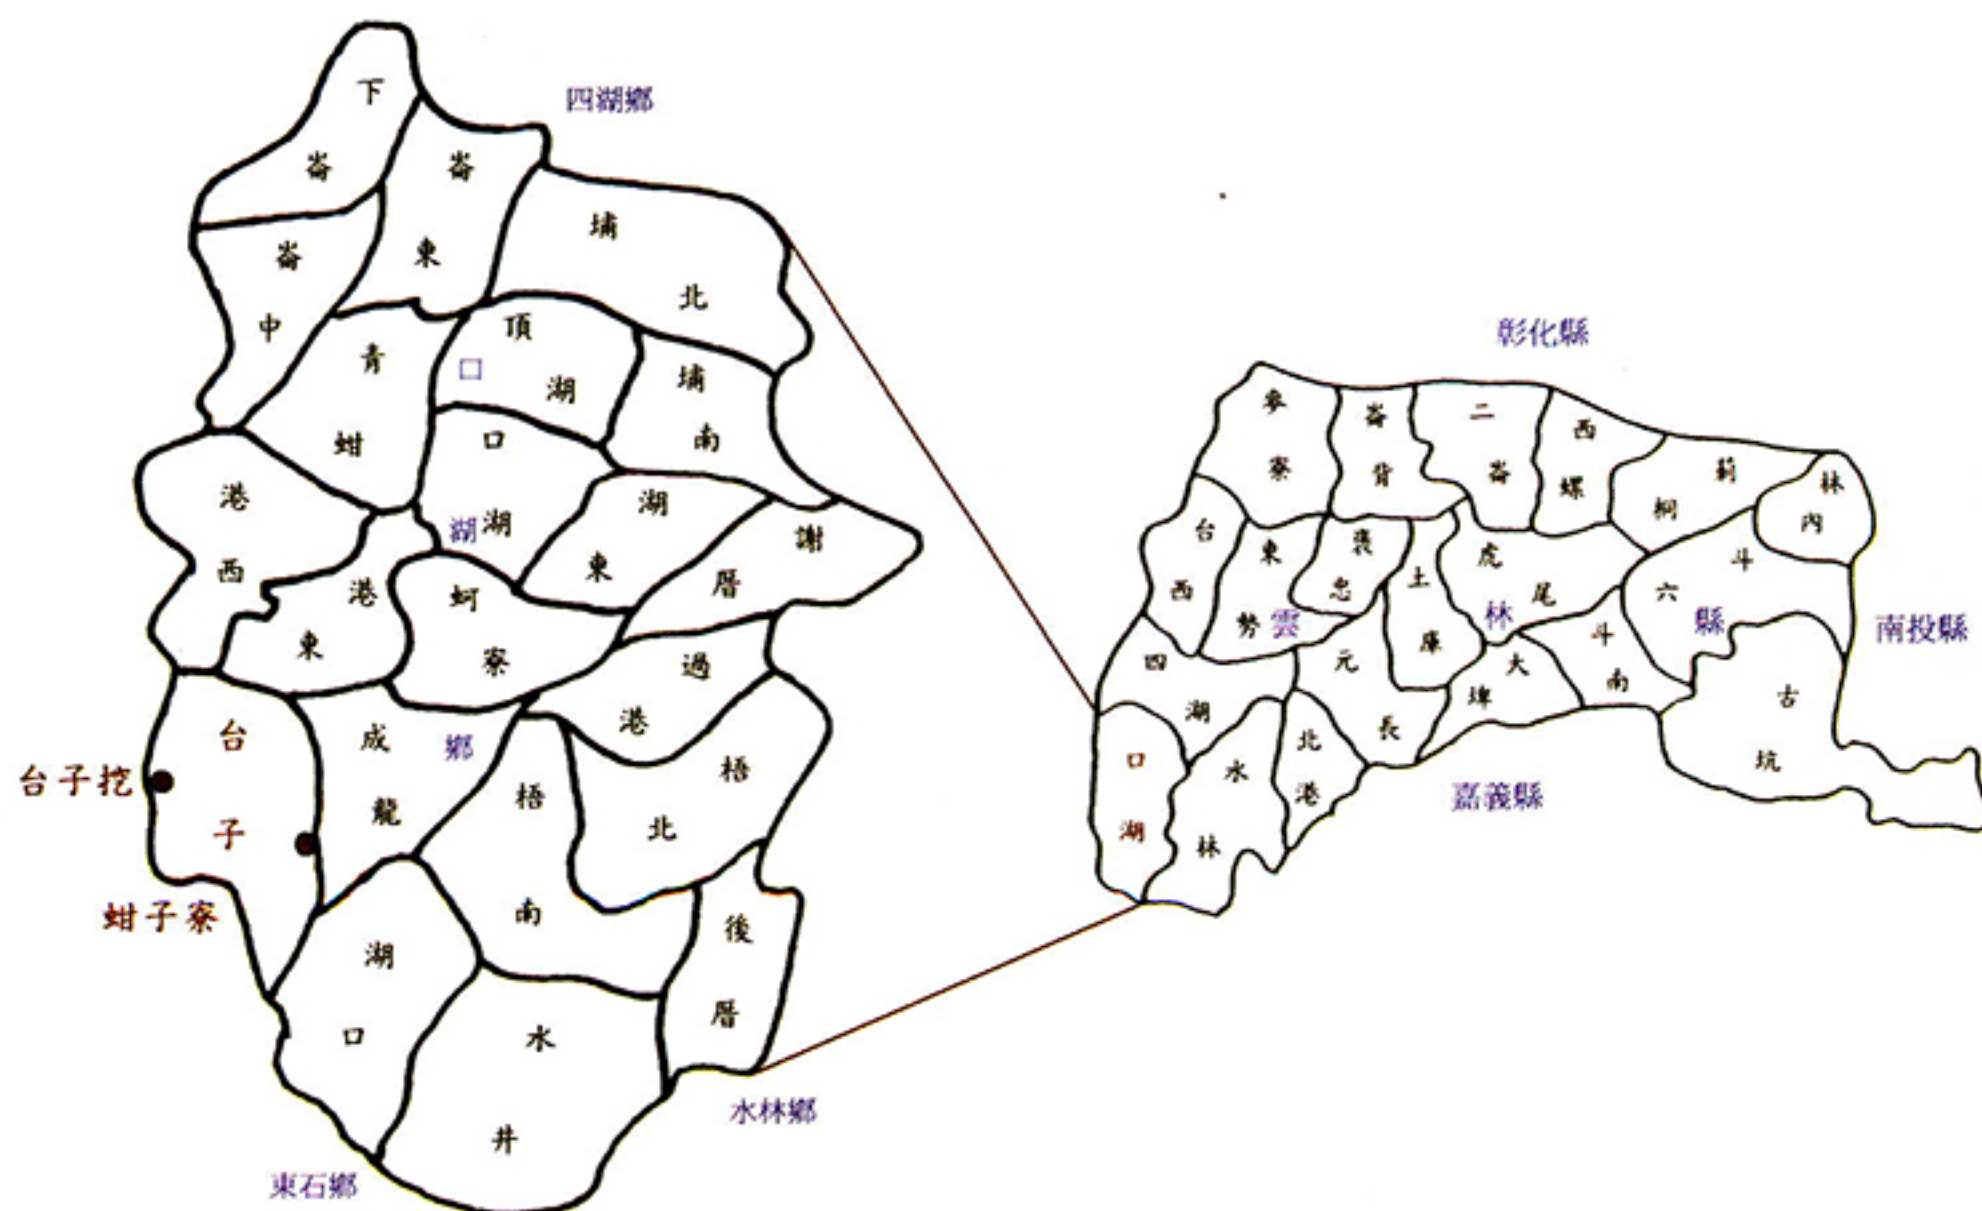 四湖鄉
下崙
崙東
崙中
埔北
青蚶
頂湖
埔南
口湖鄉
口湖
港西
湖東
謝厝
港東
蚵寮
過港
台子
成龍
梧南
梧北
台子挖
蚶子寮
湖口
後厝
水井
水林鄉
東石鄉
彰化縣
麥寮
崙背
二崙
西螺
莿桐
林內
台西
東勢
褒忠
土庫
虎尾
斗六
雲林縣
南投縣
四湖
元長
大埤
斗南
古坑
口湖
水林
北港
嘉義縣